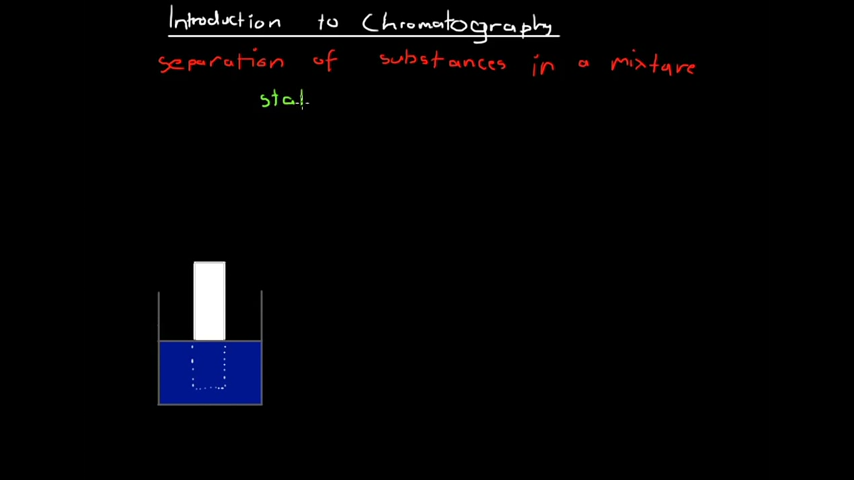 Introduction to Chromatography
separation of substances in a mixture
stat